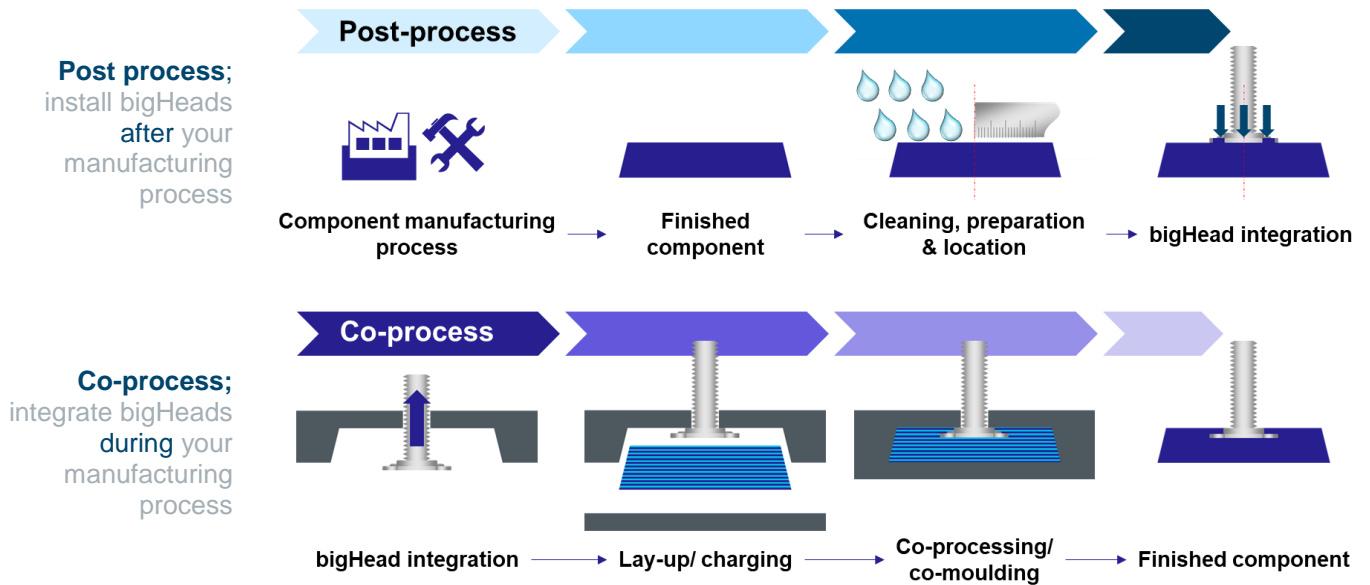 Post-process
Post process;
install bigHeads
after your
manufacturing
process
Component manufacturing
process
Finished
component
Cleaning, preparation
& location
bigHead integration
Co-process
Co-process;
integrate bigHeads
during your
manufacturing
process
bigHead integration
Lay-up/ charging
Co-processing/
co-moulding
Finished component